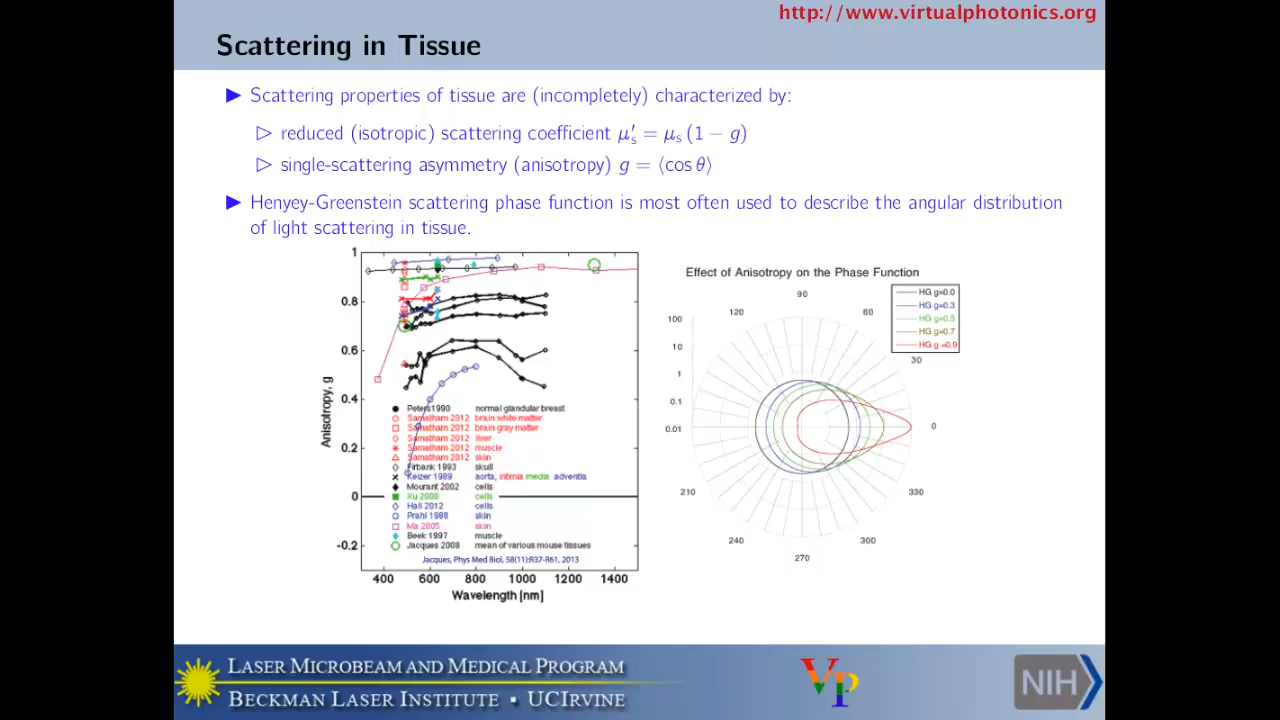 http://www.virtualphotonics.org
Scattering in Tissue
▶ Scattering properties of tissue are (incompletely) characterized by:
▷ reduced (isotropic) scattering coefficient μ′s = μs (1 − g)
▷ single-scattering asymmetry (anisotropy) g = ⟨cos θ⟩
▶ Henyey-Greenstein scattering phase function is most often used to describe the angular distribution
of light scattering in tissue.
1
0.8
0.6
0.4
0.2
0
-0.2
Anisotropy, g
Peters1990 normal glandular breast
Samatham 2012 brain white matter
Samatham 2012 brain gray matter
Samatham 2012 liver
Samatham 2012 muscle
Samatham 2012 skin
Firbank 1993 skull
Keizer 1989 aorta, intimia media adventia
Mourant 2002 cells
Xu 2008 cells
Hall 2012 cells
Prahl 1988 skin
Ma 2005 skin
Beek 1997 muscle
Jacques 2008 mean of various mouse tissues
Jacques, Phys Med Biol, 58(11):R37-R61, 2013
400 600 800 1000 1200 1400
Wavelength [nm]
Effect of Anisotropy on the Phase Function
HG g=0.0
HG g=0.3
HG g=0.5
HG g=0.7
HG g =0.9
90
120 60
30
0
330
300
270
240
210
100
10
1
0.1
0.01
LASER MICROBEAM AND MEDICAL PROGRAM
BECKMAN LASER INSTITUTE ▪ UCIRVINE
VP
NIH